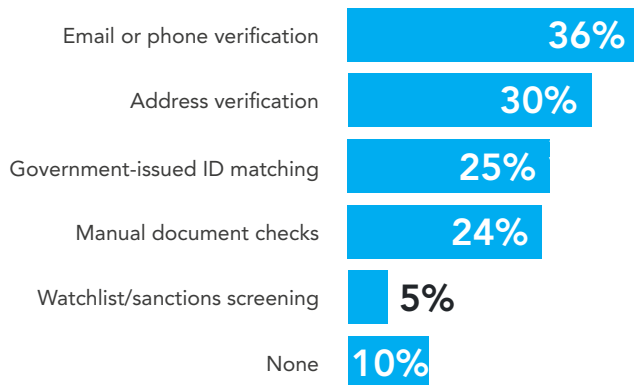 Email or phone verification 36%
Address verification 30%
Government-issued ID matching 25%
Manual document checks 24%
Watchlist/sanctions screening 5%
None 10%